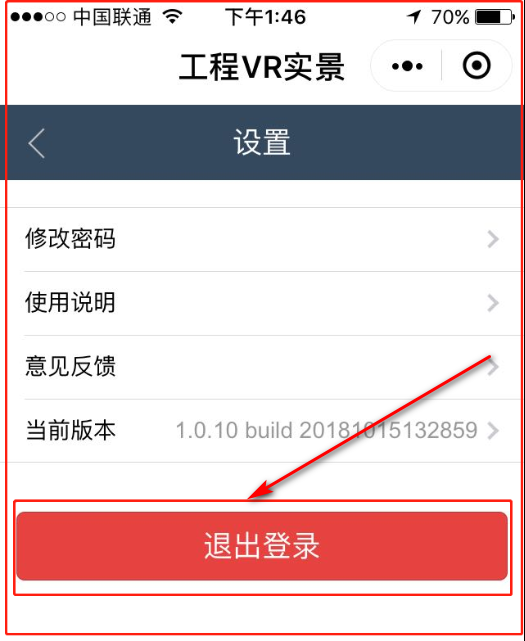 中国联通 下午1:46 70%
工程VR实景
设置
修改密码
使用说明
意见反馈
当前版本 1.0.10 build 20181015132859
退出登录